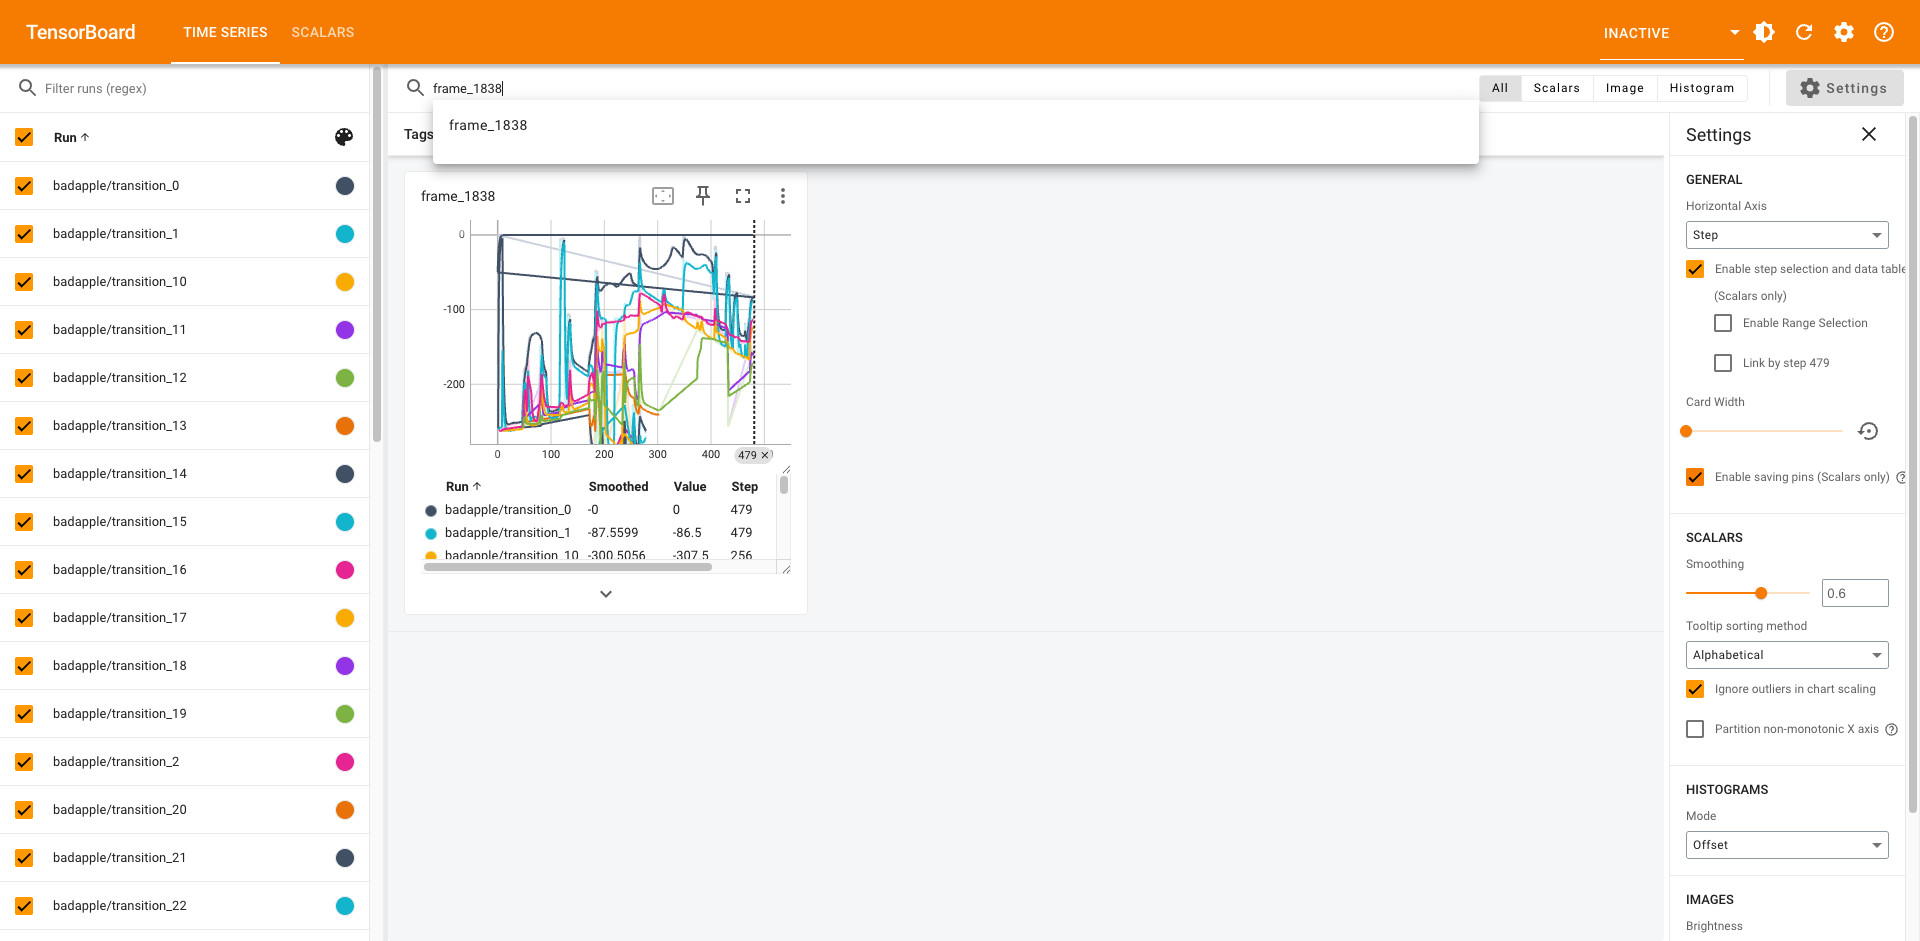 TensorBoard
TIME SERIES
SCALARS
INACTIVE
Filter runs (regex)
frame_1838
All
Scalars
Image
Histogram
Settings
frame_1838
Run
Tags
Settings
badapple/transition_0
badapple/transition_1
badapple/transition_10
badapple/transition_11
badapple/transition_12
badapple/transition_13
badapple/transition_14
badapple/transition_15
badapple/transition_16
badapple/transition_17
badapple/transition_18
badapple/transition_19
badapple/transition_2
badapple/transition_20
badapple/transition_21
badapple/transition_22
frame_1838
0
-100
-200
0 100 200 300 400 479
Run Smoothed Value Step
badapple/transition_0 -0 0 479
badapple/transition_1 -87.5599 -86.5 479
badapple/transition_10 -300.5056 -307.5 256
GENERAL
Horizontal Axis
Step
Enable step selection and data table
(Scalars only)
Enable Range Selection
Link by step 479
Card Width
Enable saving pins (Scalars only)
SCALARS
Smoothing
0.6
Tooltip sorting method
Alphabetical
Ignore outliers in chart scaling
Partition non-monotonic X axis
HISTOGRAMS
Mode
Offset
IMAGES
Brightness